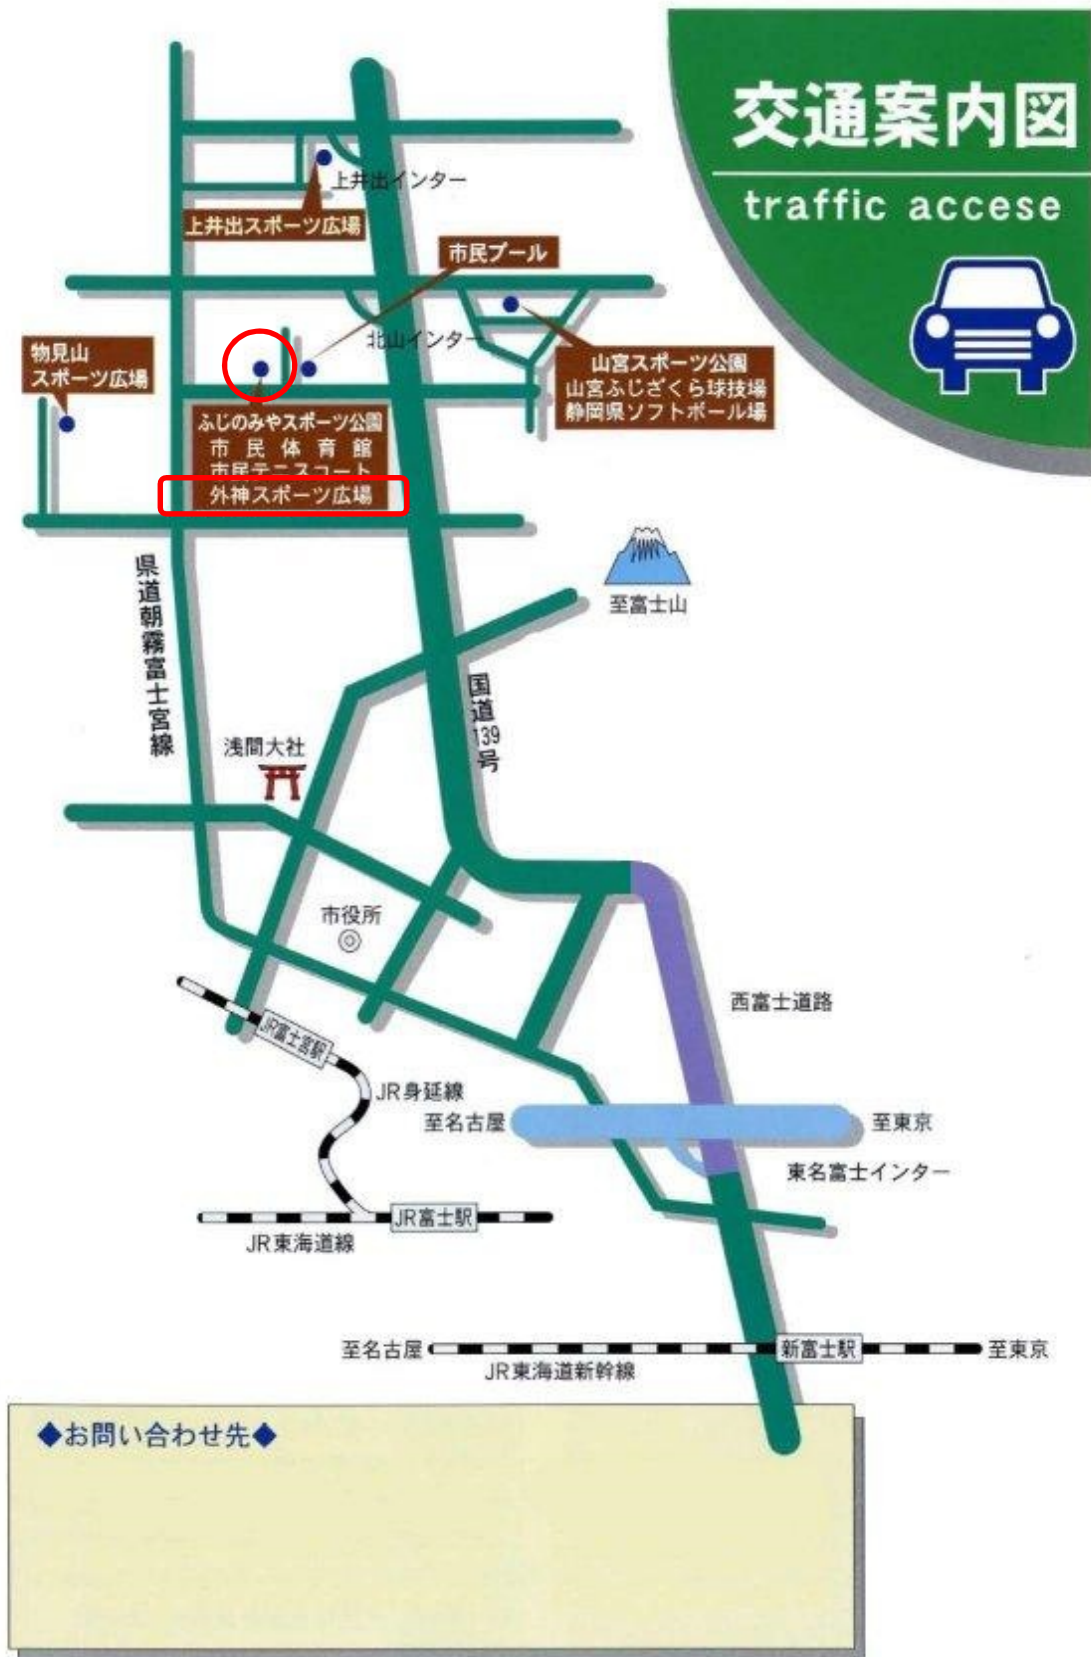 交通案内図
traffic accese
上井出インター
上井出スポーツ広場
市民プール
北山インター
物見山
スポーツ広場
山宮スポーツ公園
山宮ふじざくら球技場
静岡県ソフトボール場
ふじのみやスポーツ公園
市民体育館
市民テニスコート
外神スポーツ広場
県道朝霧富士宮線
至富士山
国道139号
浅間大社
市役所
西富士道路
JR富士宮駅
JR身延線
至名古屋
至東京
東名富士インター
JR富士駅
JR東海道線
至名古屋
新富士駅
至東京
JR東海道新幹線
◆お問い合わせ先◆